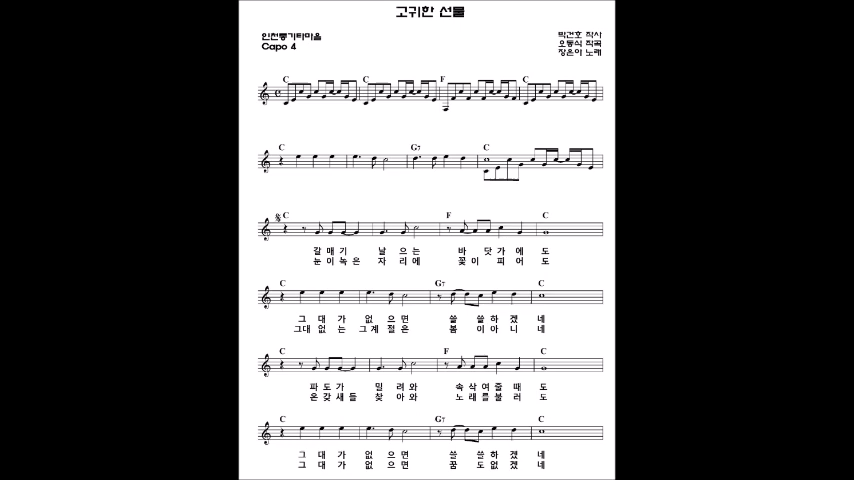 고귀한 선물
인천통기타마을
Capo 4
박건호 작사
오동식 작곡
장은아 노래
C C F C
C G7 C
C F C
갈매기 날으는 바닷가에도
눈이녹은 자리에 꽃이 피어도
C G7 C
그대가 없으면 쓸쓸하겠네
그대없는 그계절은 봄이아니네
C F C
파도가 밀려와 속삭여줄때도
온갖새들 찾아와 노래를불러도
C G7 C
그대가 없으면 쓸쓸하겠네
그대가 없으면 꿈도없겠네